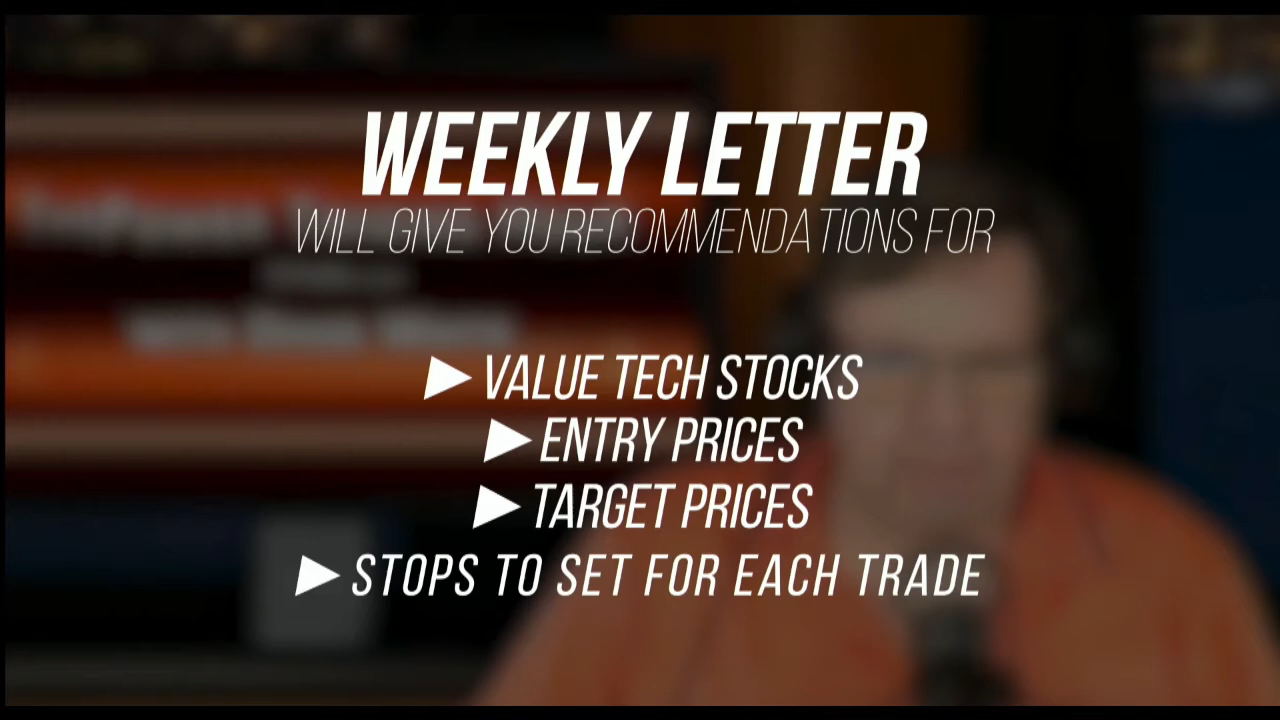 WEEKLY LETTER
WILL GIVE YOU RECOMMENDATIONS FOR
▶ VALUE TECH STOCKS
▶ ENTRY PRICES
▶ TARGET PRICES
▶ STOPS TO SET FOR EACH TRADE